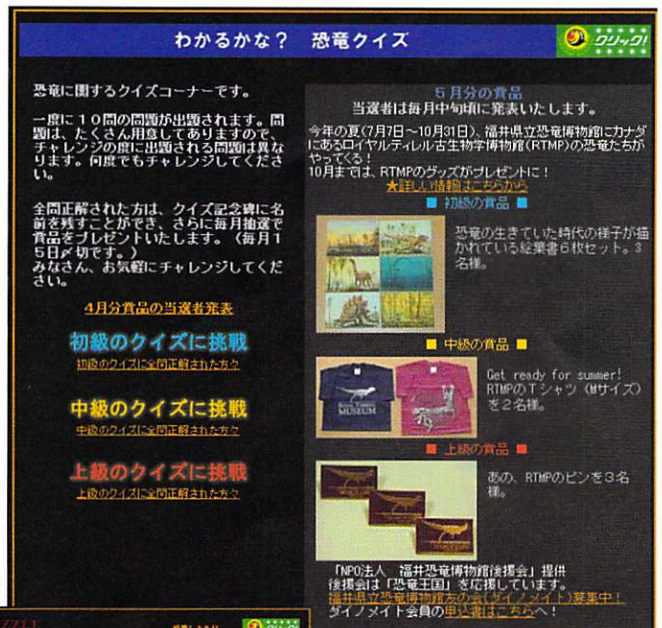 わかるかな？ 恐竜クイズ
クリック!
恐竜に関するクイズコーナーです。
一度に１０問の問題が出題されます。問
題は、たくさん用意してありますので、
チャレンジの度に出題される問題は異な
ります。何度でもチャレンジしてくださ
い。
全問正解された方は、クイズ記念碑に名
前を残すことができ、さらに毎月抽選で
賞品をプレゼントいたします。（毎月１
５日〆切です。）
みなさん、お気軽にチャレンジしてくだ
さい。
４月分賞品の当選者発表
初級のクイズに挑戦
初級のクイズに全問正解された方々
中級のクイズに挑戦
中級のクイズに全問正解された方々
上級のクイズに挑戦
上級のクイズに全問正解された方々
５月分の賞品
当選者は毎月中旬頃に発表いたします。
今年の夏(7月7日～10月31日)、福井県立恐竜博物館にカナダ
にあるロイヤルティレル古生物学博物館(RTMP)の恐竜たちが
やってくる！
10月までは、RTMPのグッズがプレゼントに！
★詳しい情報はこちらから
■ 初級の賞品 ■
恐竜の生きていた時代の様子が描
かれている絵葉書６枚セット。3
名様。
■ 中級の賞品 ■
MUSEUM
Get ready for summer!
RTMPのＴシャツ（Mサイズ）
を２名様。
■ 上級の賞品 ■
あの、RTMPのピンを３名
様。
「NPO法人 福井恐竜博物館後援会」提供
後援会は「恐竜王国」を応援しています。
福井県立恐竜博物館友の会(ダイノメイト)募集中！
ダイノメイト会員の申込書はこちらへ！
クリック!